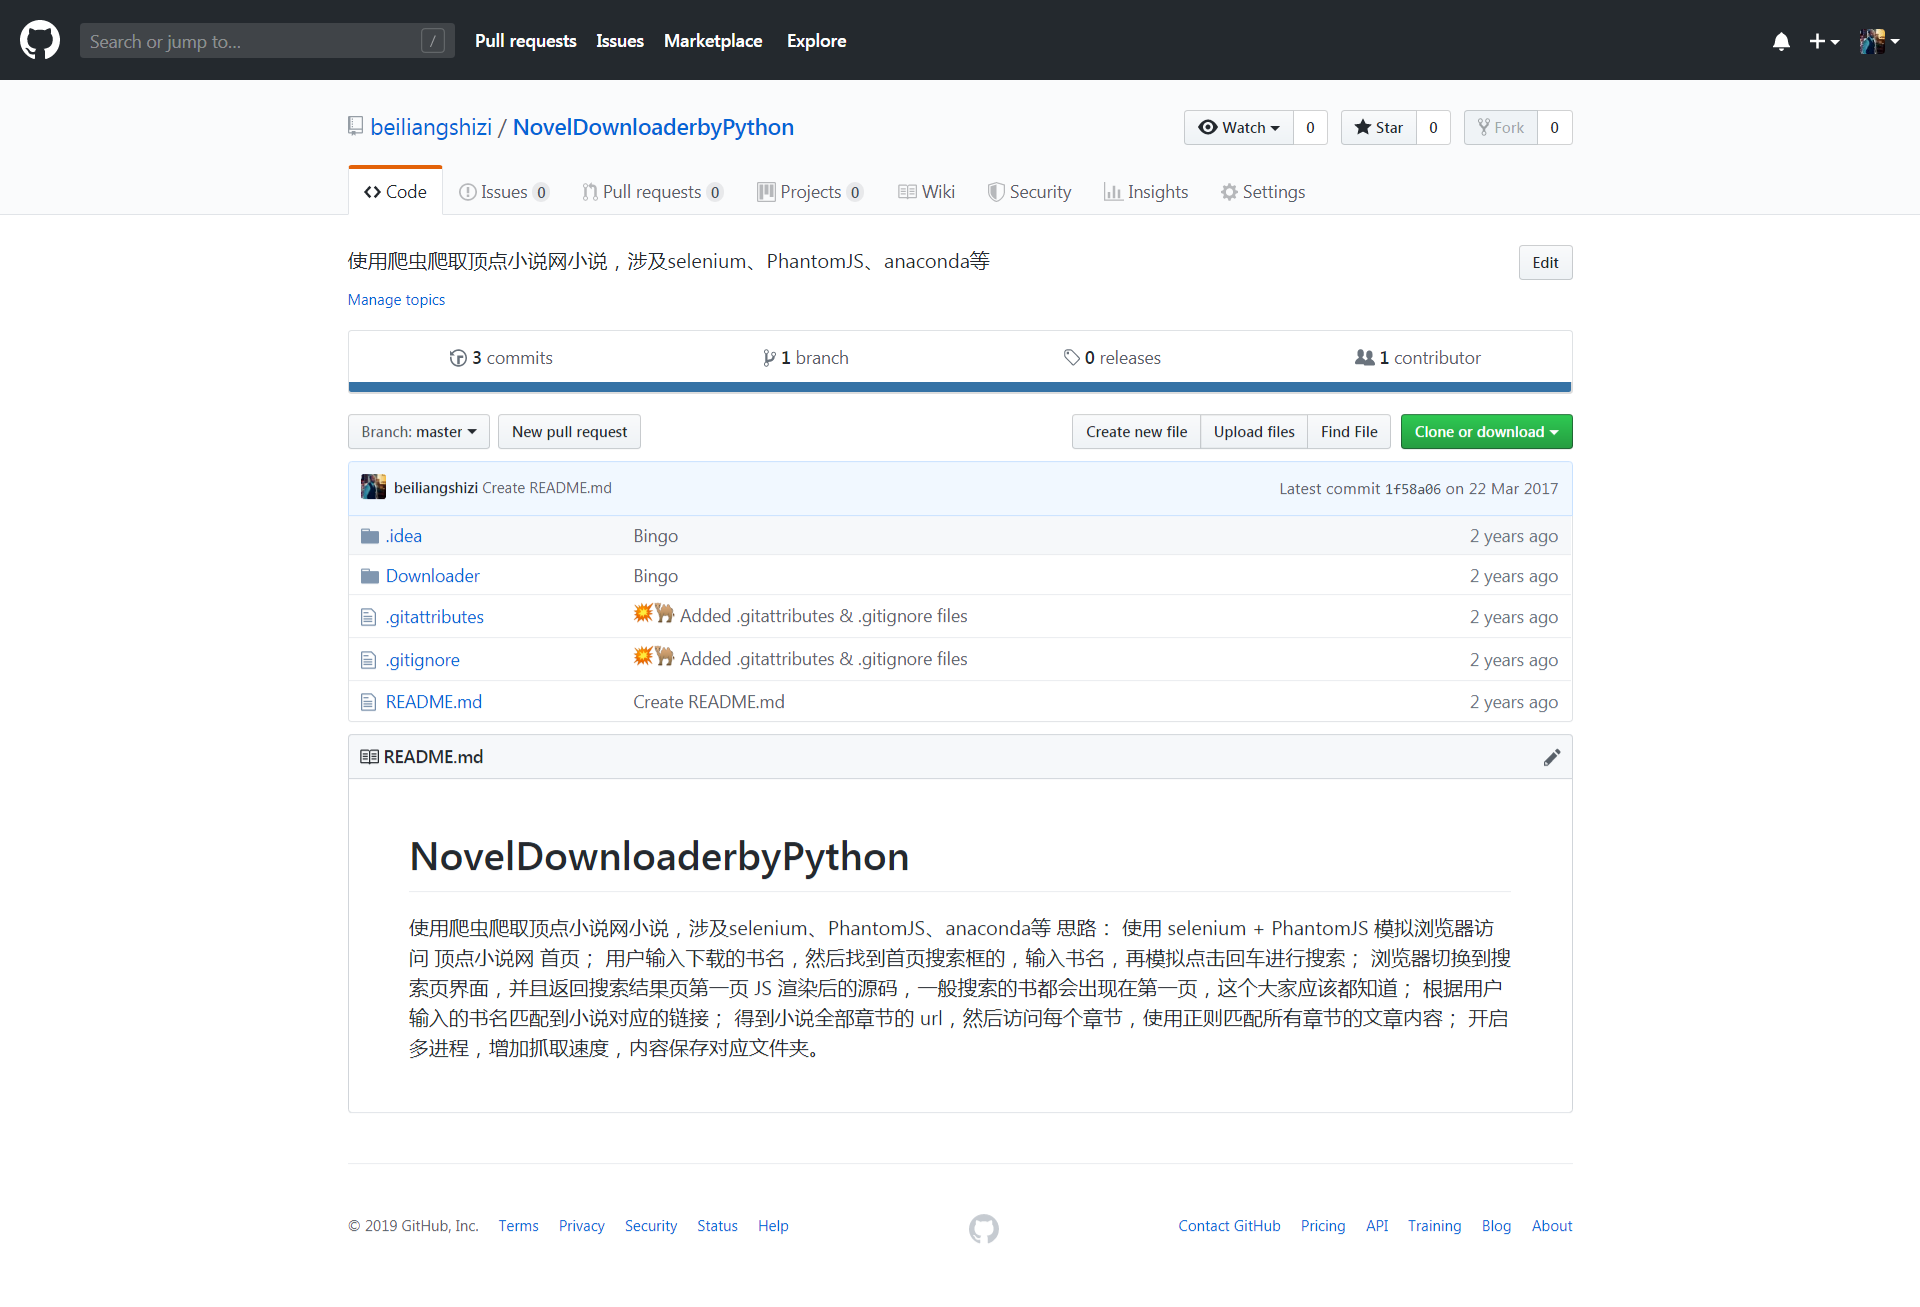 Search or jump to... /
Pull requests Issues Marketplace Explore
beiliangshizi / NovelDownloaderbyPython
Watch 0 Star 0 Fork 0
Code Issues 0 Pull requests 0 Projects 0 Wiki Security Insights Settings
使用爬虫爬取顶点小说网小说，涉及selenium、PhantomJS、anaconda等
Edit
Manage topics
3 commits 1 branch 0 releases 1 contributor
Branch: master New pull request Create new file Upload files Find File Clone or download
beiliangshizi Create README.md Latest commit 1f58a06 on 22 Mar 2017
.idea Bingo 2 years ago
Downloader Bingo 2 years ago
.gitattributes 💥🐫 Added .gitattributes & .gitignore files 2 years ago
.gitignore 💥🐫 Added .gitattributes & .gitignore files 2 years ago
README.md Create README.md 2 years ago
README.md
NovelDownloaderbyPython
使用爬虫爬取顶点小说网小说，涉及selenium、PhantomJS、anaconda等 思路： 使用 selenium + PhantomJS 模拟浏览器访
问 顶点小说网 首页； 用户输入下载的书名，然后找到首页搜索框的，输入书名，再模拟点击回车进行搜索； 浏览器切换到搜
索页界面，并且返回搜索结果页第一页 JS 渲染后的源码，一般搜索的书都会出现在第一页，这个大家应该都知道； 根据用户
输入的书名匹配到小说对应的链接； 得到小说全部章节的 url，然后访问每个章节，使用正则匹配所有章节的文章内容； 开启
多进程，增加抓取速度，内容保存对应文件夹。
© 2019 GitHub, Inc. Terms Privacy Security Status Help Contact GitHub Pricing API Training Blog About